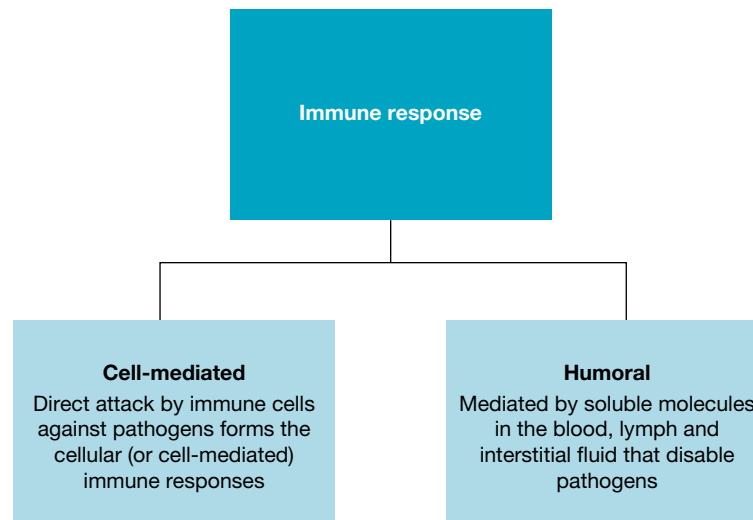 Immune response
Cell-mediated
Direct attack by immune cells
against pathogens forms the
cellular (or cell-mediated)
immune responses
Humoral
Mediated by soluble molecules
in the blood, lymph and
interstitial fluid that disable
pathogens